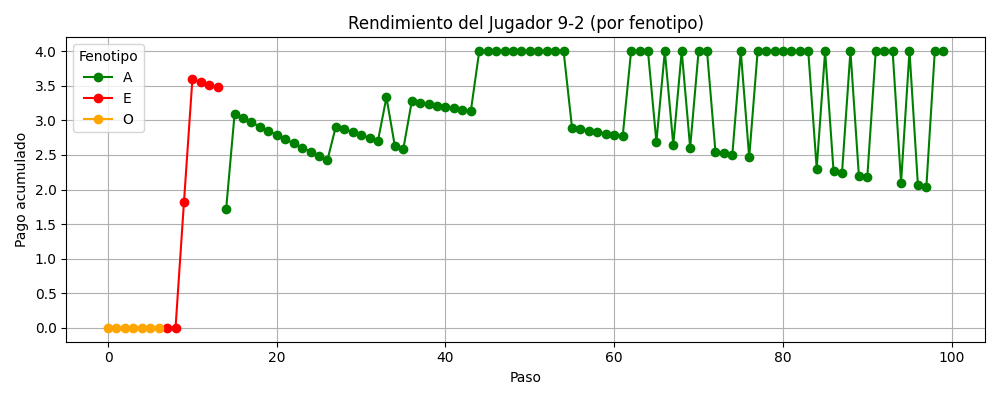 Rendimiento del Jugador 9-2 (por fenotipo)
Pago acumulado
4.0
3.5
3.0
2.5
2.0
1.5
1.0
0.5
0.0
Fenotipo
A
E
O
0
20
40
60
80
100
Paso